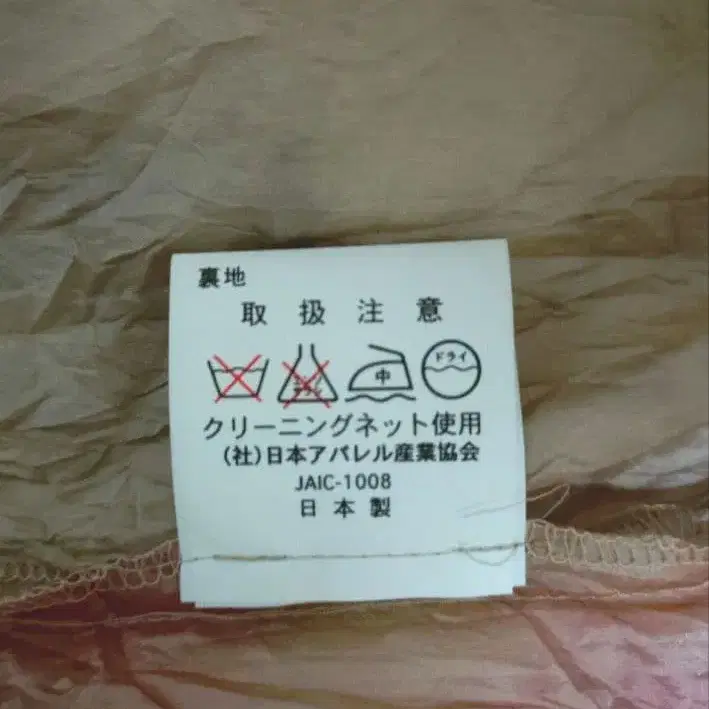 裏地
取扱注意
中 ドライ
クリーニングネット使用
(社)日本アパレル産業協会
JAIC-1008
日本製